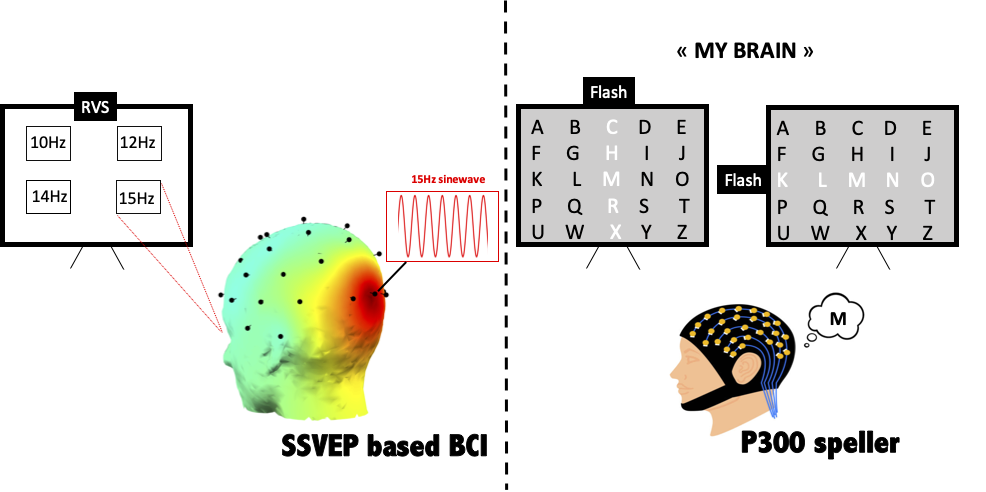 RVS
10Hz 12Hz
14Hz 15Hz
15Hz sinewave
SSVEP based BCI
« MY BRAIN »
Flash
A B C D E
F G H I J
K L M N O
P Q R S T
U W X Y Z
Flash
A B C D E
F G H I J
K L M N O
P Q R S T
U W X Y Z
M
P300 speller